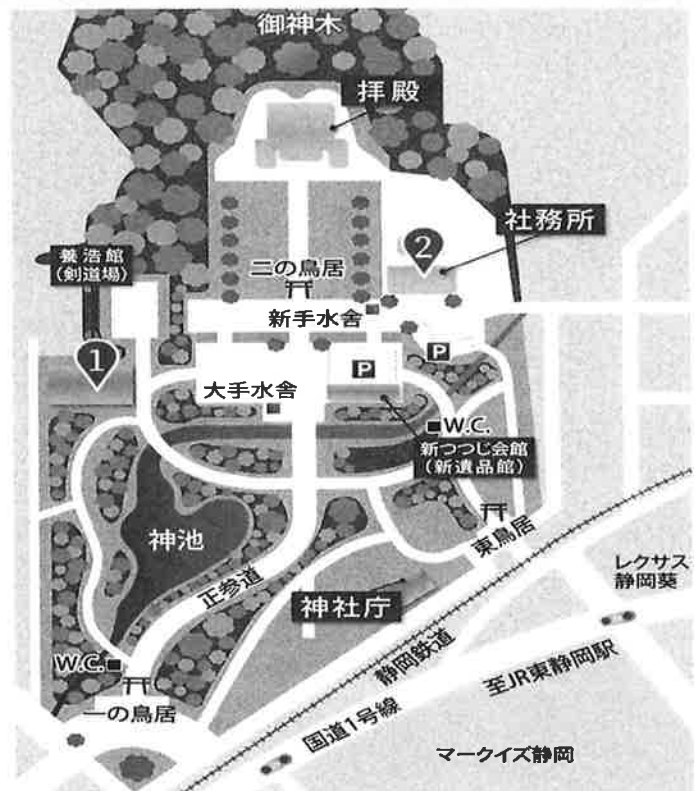 御神木
拝殿
社務所
2
養浩館
(剣道場)
二の鳥居
新手水舎
P
P
1
大手水舎
W.C.
新つつじ会館
(新遺品館)
神池
東鳥居
正参道
レクサス
静岡葵
神社庁
静岡鉄道
W.C.
至JR東静岡駅
一の鳥居
国道1号線
マークイズ静岡